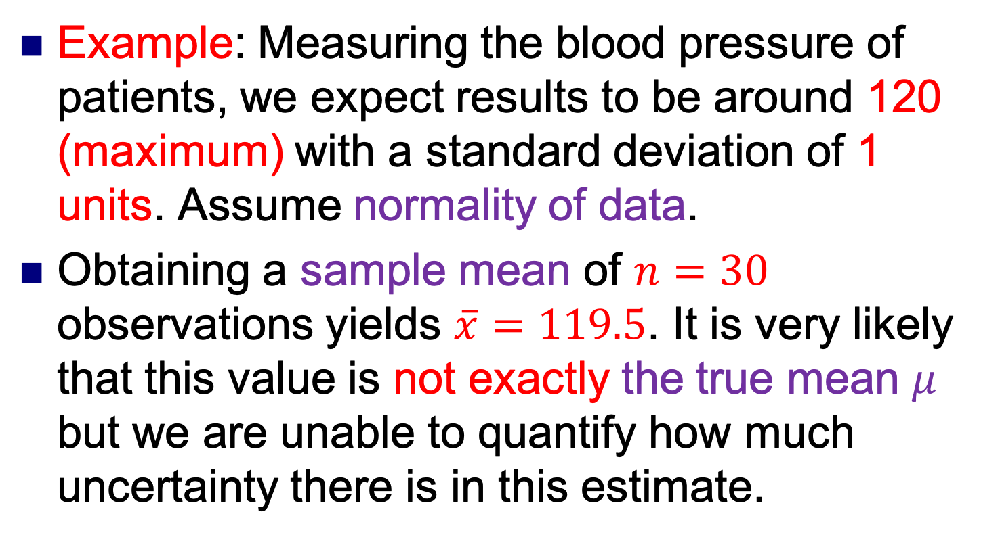 ■ Example: Measuring the blood pressure of
patients, we expect results to be around 120
(maximum) with a standard deviation of 1
units. Assume normality of data.
■ Obtaining a sample mean of n = 30
observations yields x̄ = 119.5. It is very likely
that this value is not exactly the true mean μ
but we are unable to quantify how much
uncertainty there is in this estimate.